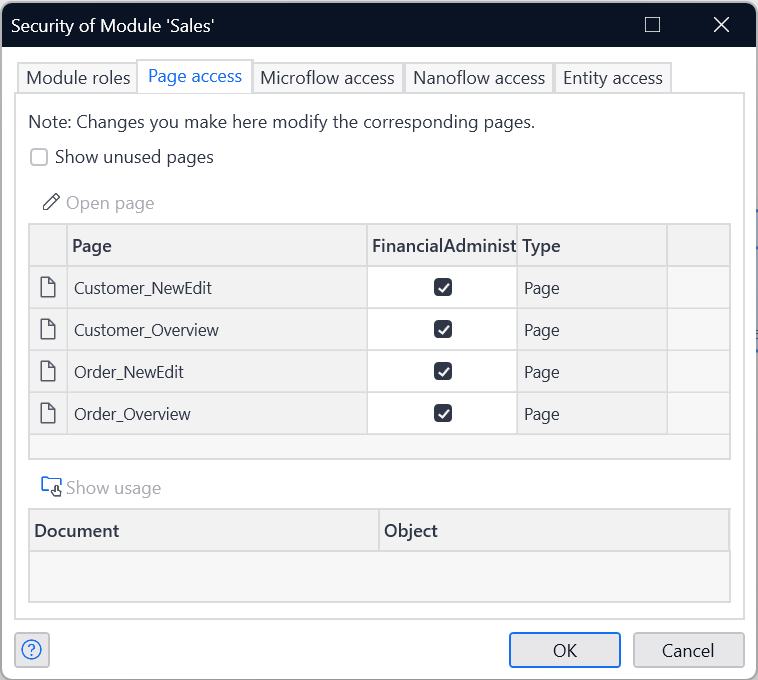 Security of Module 'Sales'
Module roles Page access Microflow access Nanoflow access Entity access
Note: Changes you make here modify the corresponding pages.
Show unused pages
Open page
Page FinancialAdminist Type
Customer_NewEdit Page
Customer_Overview Page
Order_NewEdit Page
Order_Overview Page
Show usage
Document Object
? OK Cancel